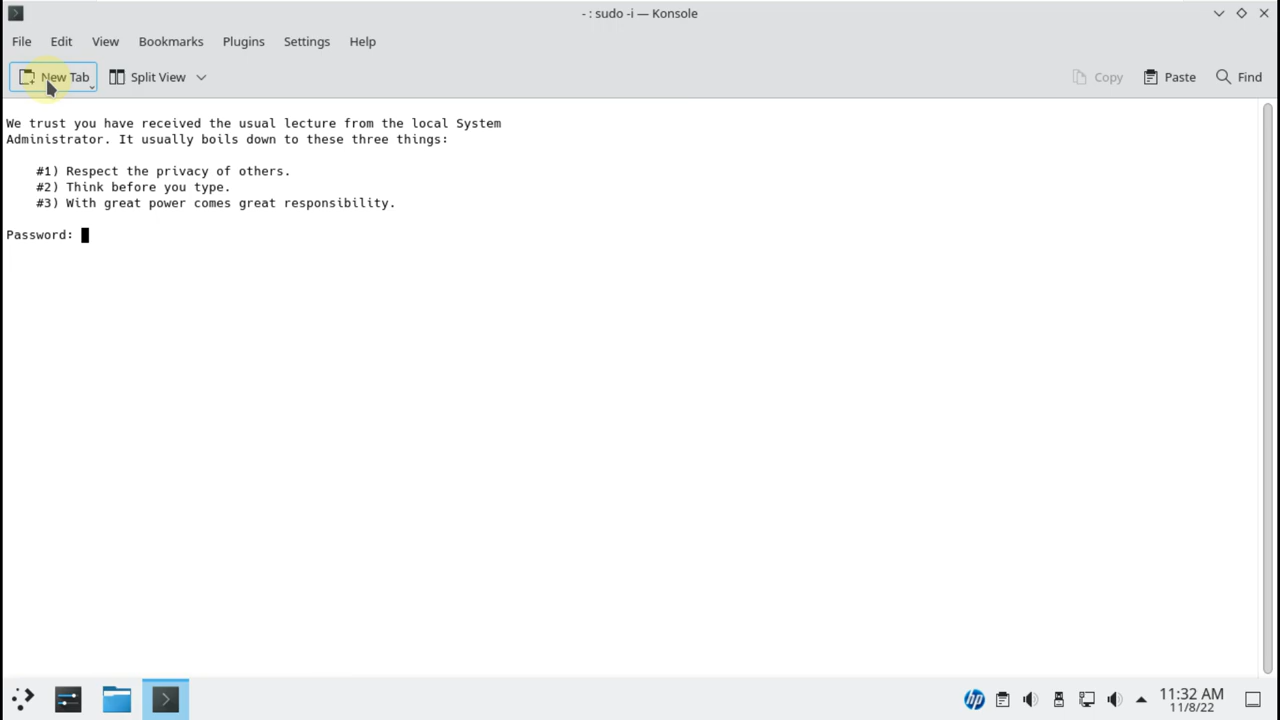 - : sudo -i — Konsole
File Edit View Bookmarks Plugins Settings Help
New Tab Split View Copy Paste Find
We trust you have received the usual lecture from the local System
Administrator. It usually boils down to these three things:
#1) Respect the privacy of others.
#2) Think before you type.
#3) With great power comes great responsibility.
Password:
hp 11:32 AM
11/8/22